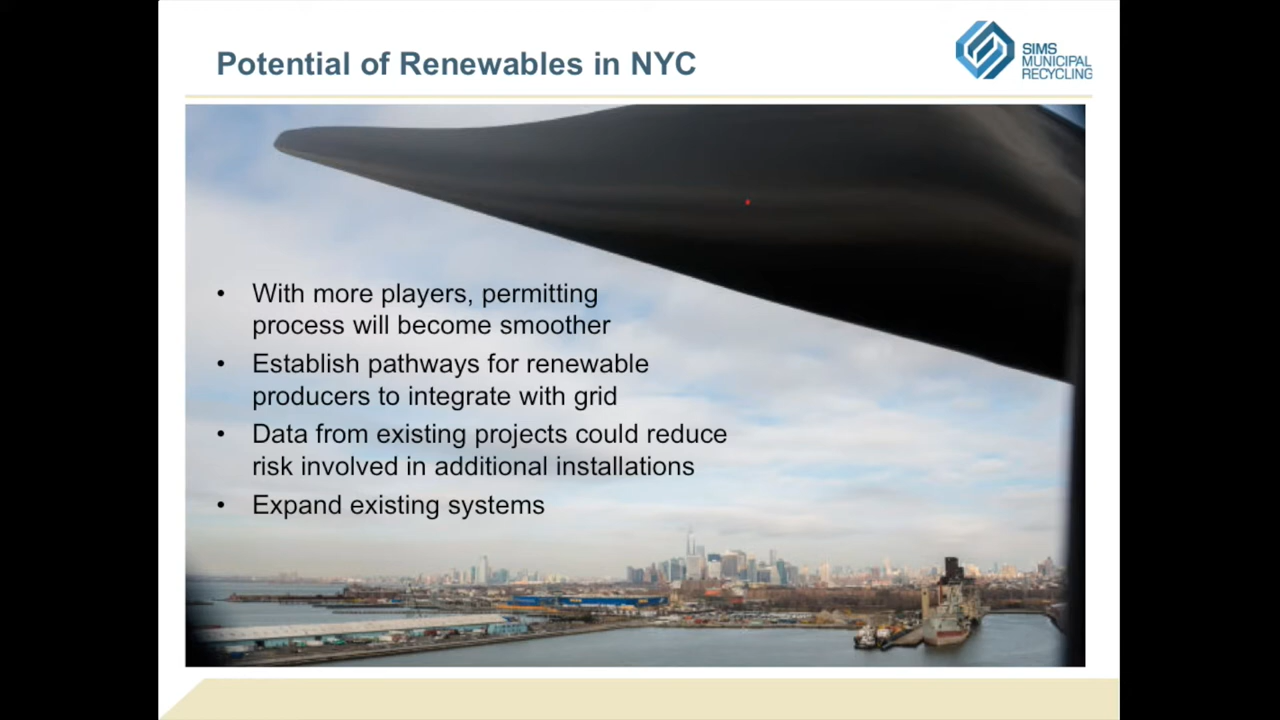 Potential of Renewables in NYC
SIMS
MUNICIPAL
RECYCLING
• With more players, permitting
process will become smoother
• Establish pathways for renewable
producers to integrate with grid
• Data from existing projects could reduce
risk involved in additional installations
• Expand existing systems